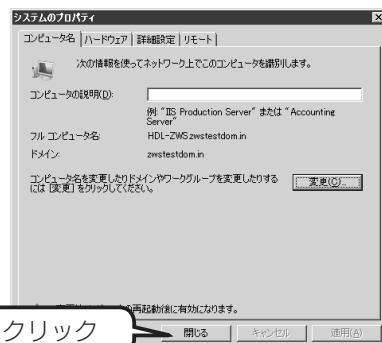 システムのプロパティ
コンピュータ名 ハードウェア 詳細設定 リモート
次の情報を使ってネットワーク上でこのコンピュータを識別します。
コンピュータの説明(D):
例: "IIS Production Server" または "Accounting
Server"
フル コンピュータ名: HDL-ZWS.zwstestdom.in
ドメイン: zwstestdom.in
コンピュータ名を変更したりドメインやワークグループを変更したりする
には [変更] をクリックしてください。
変更(C)...
再起動後に有効になります。
クリック
閉じる キャンセル 適用(A)